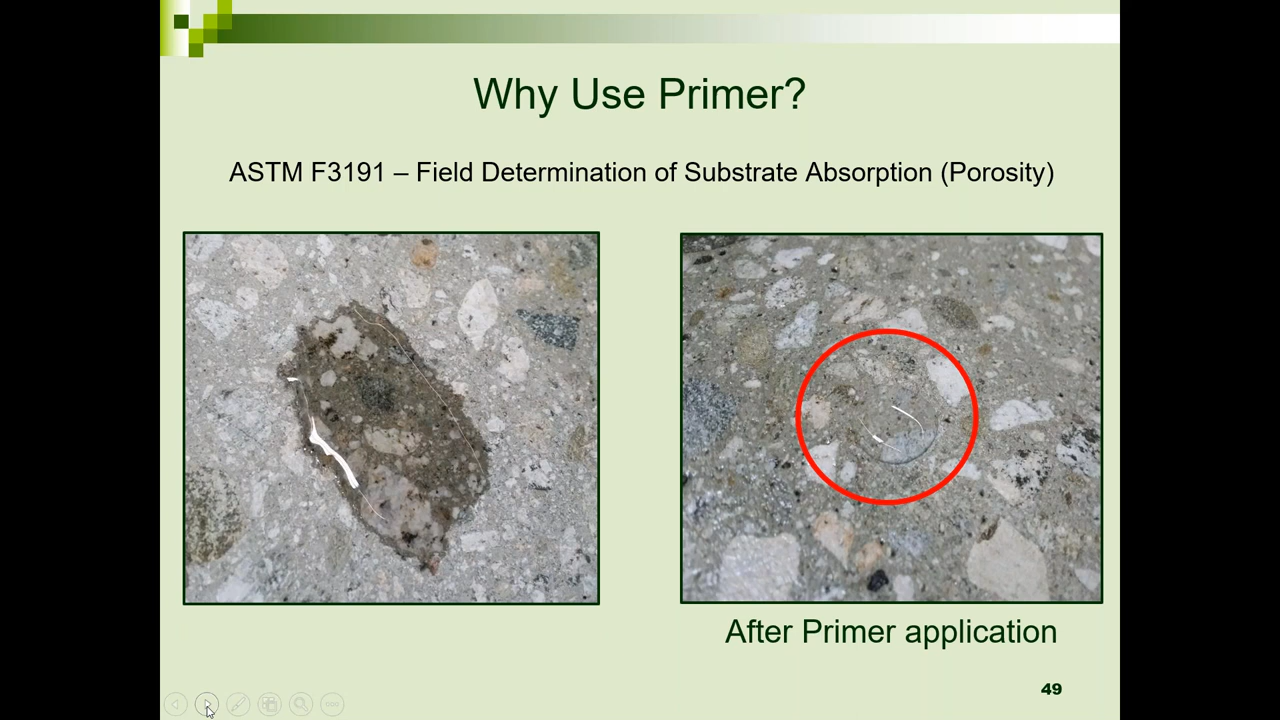 Why Use Primer?
ASTM F3191 – Field Determination of Substrate Absorption (Porosity)
After Primer application
49